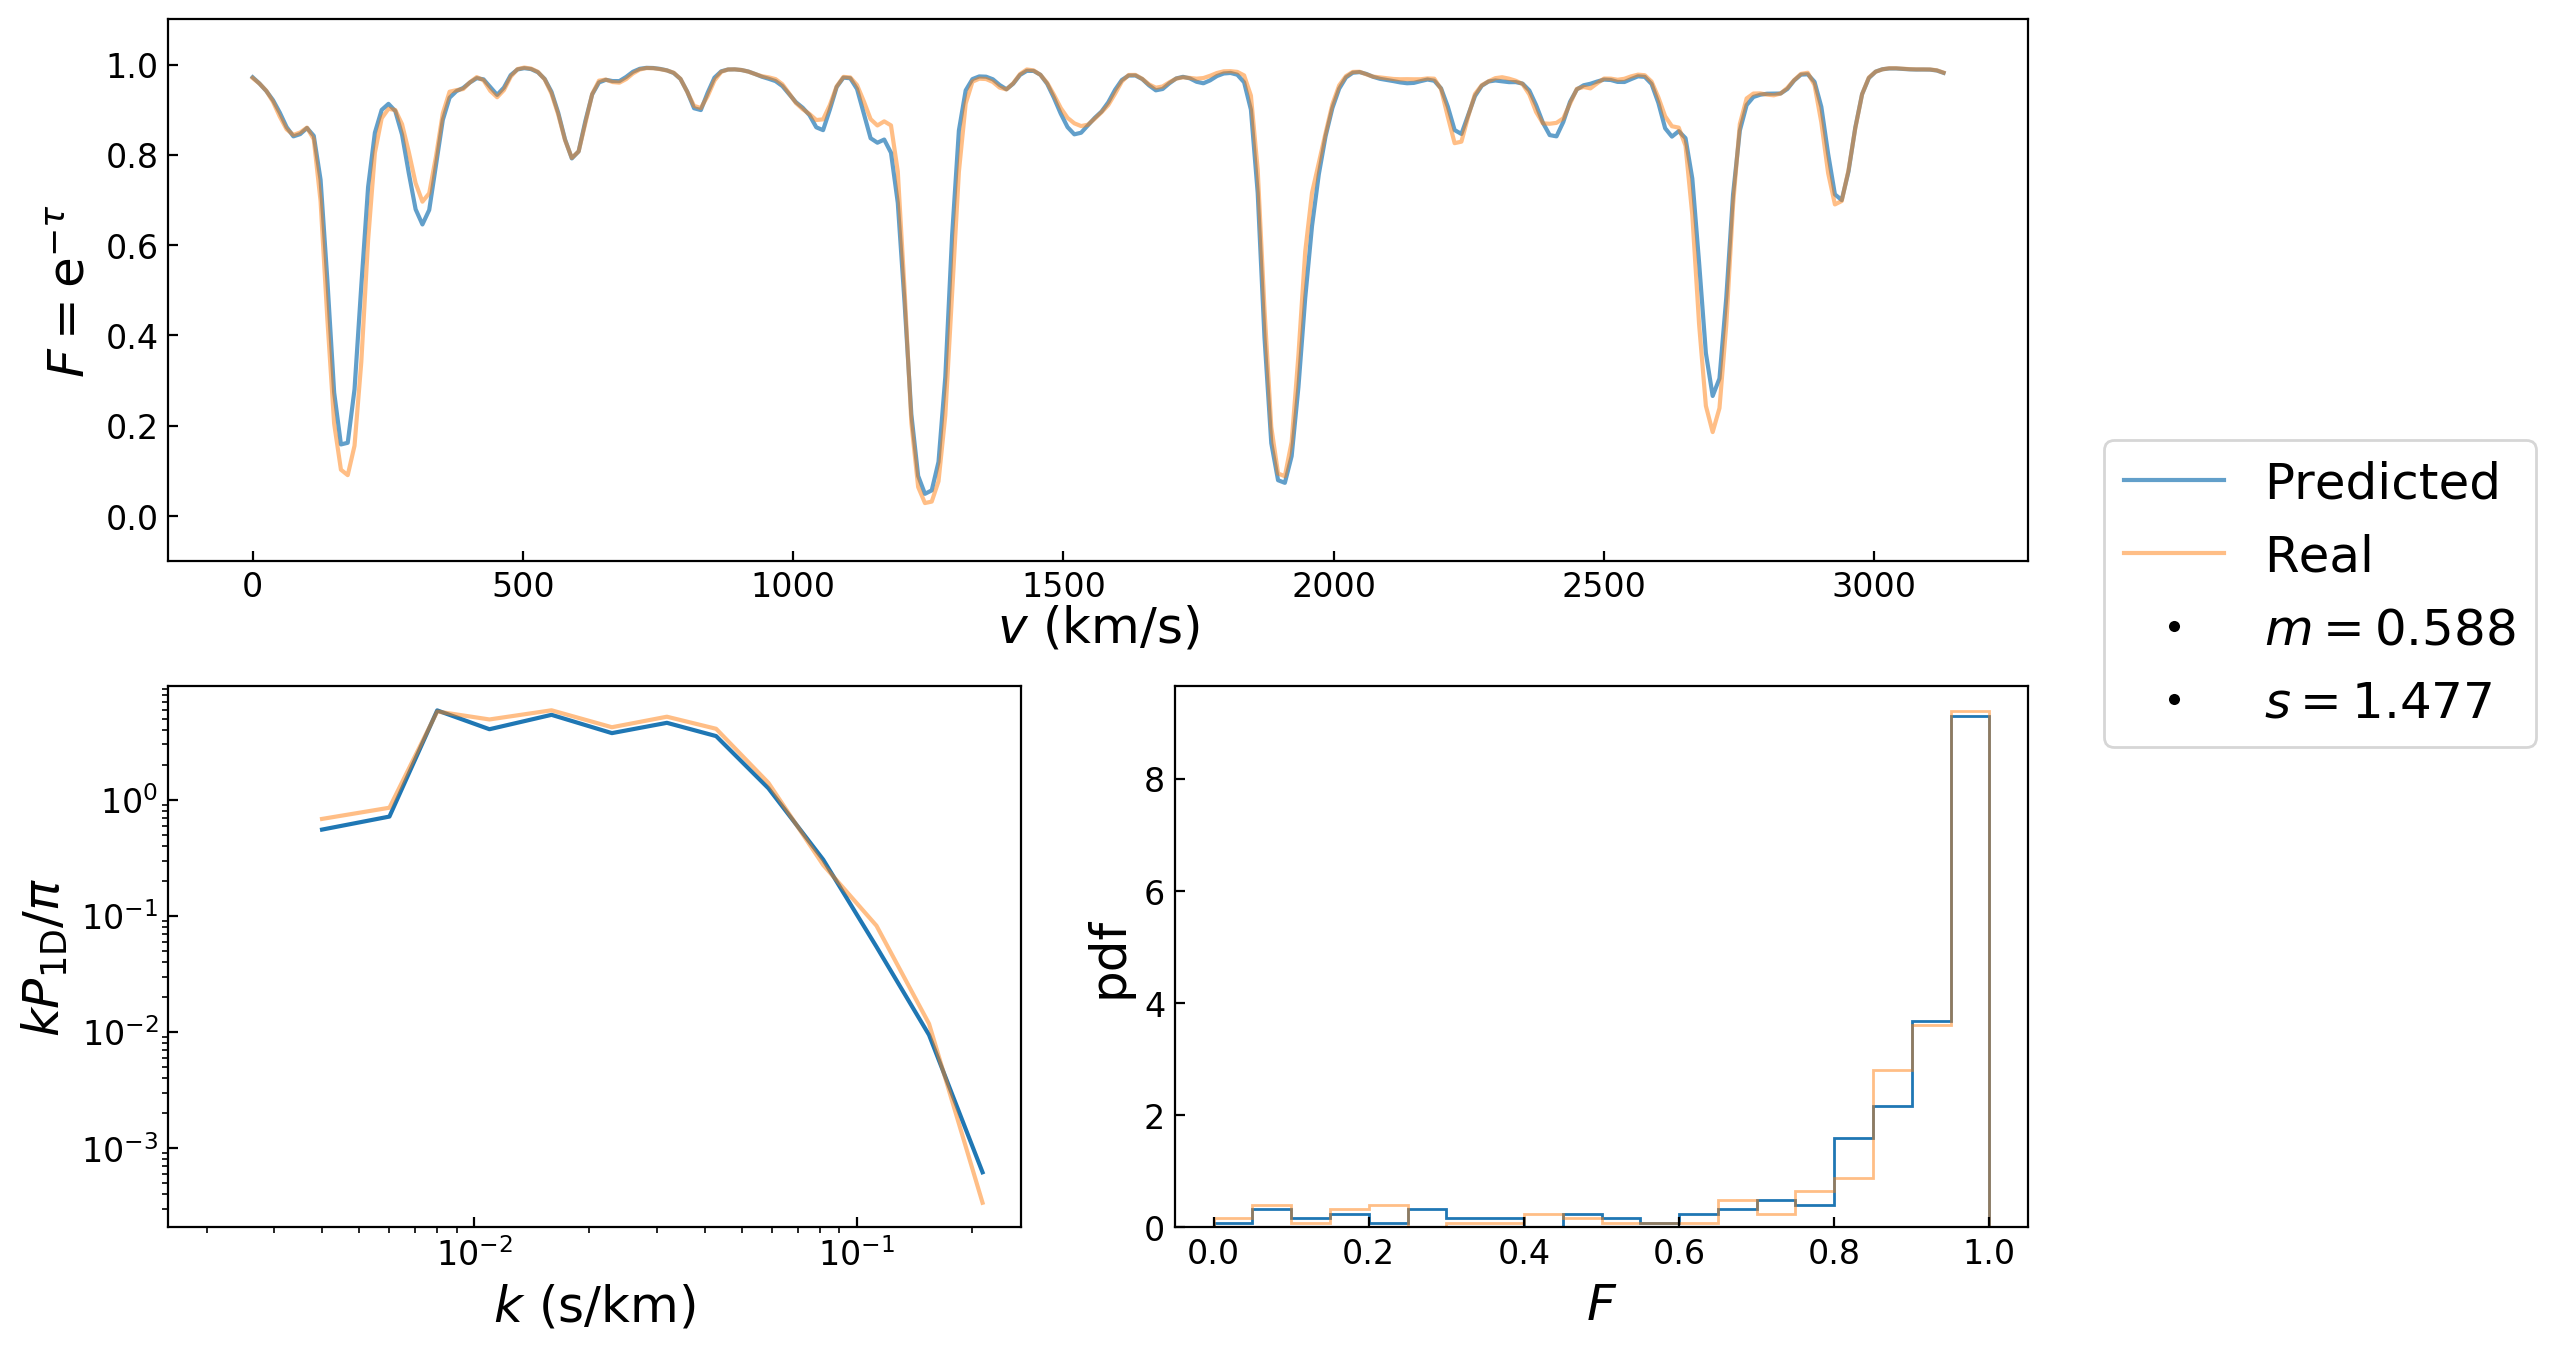 1.0
0.8
0.6
0.4
0.2
0.0
F = e^{−τ}
0 500 1000 1500 2000 2500 3000
v (km/s)
Predicted
Real
m = 0.588
s = 1.477
10^0
10^{−1}
10^{−2}
10^{−3}
kP_{1D}/π
10^{−2} 10^{−1}
k (s/km)
8
6
4
2
0
pdf
0.0 0.2 0.4 0.6 0.8 1.0
F